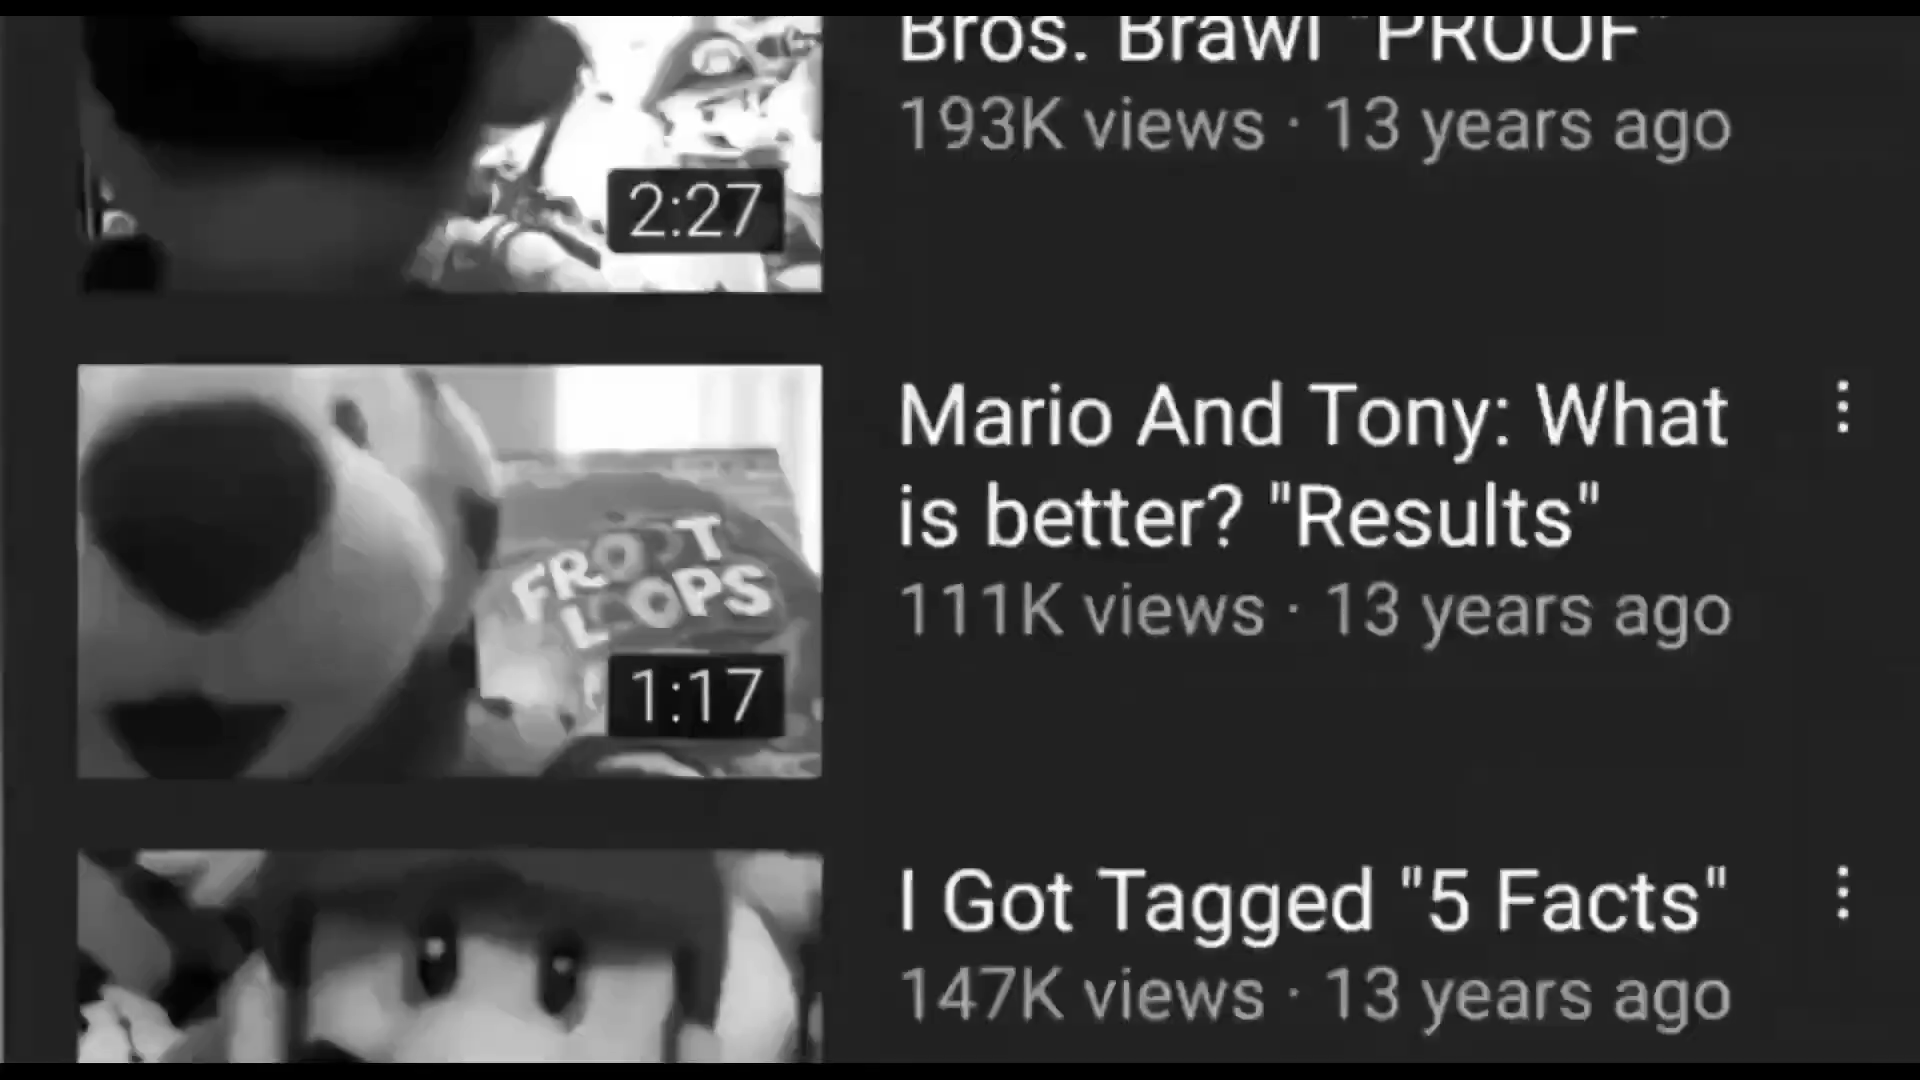 Bros. Brawl "PROOF"
193K views · 13 years ago
2:27
Mario And Tony: What
is better? "Results"
111K views · 13 years ago
FROOT
LOOPS
1:17
I Got Tagged "5 Facts"
147K views · 13 years ago